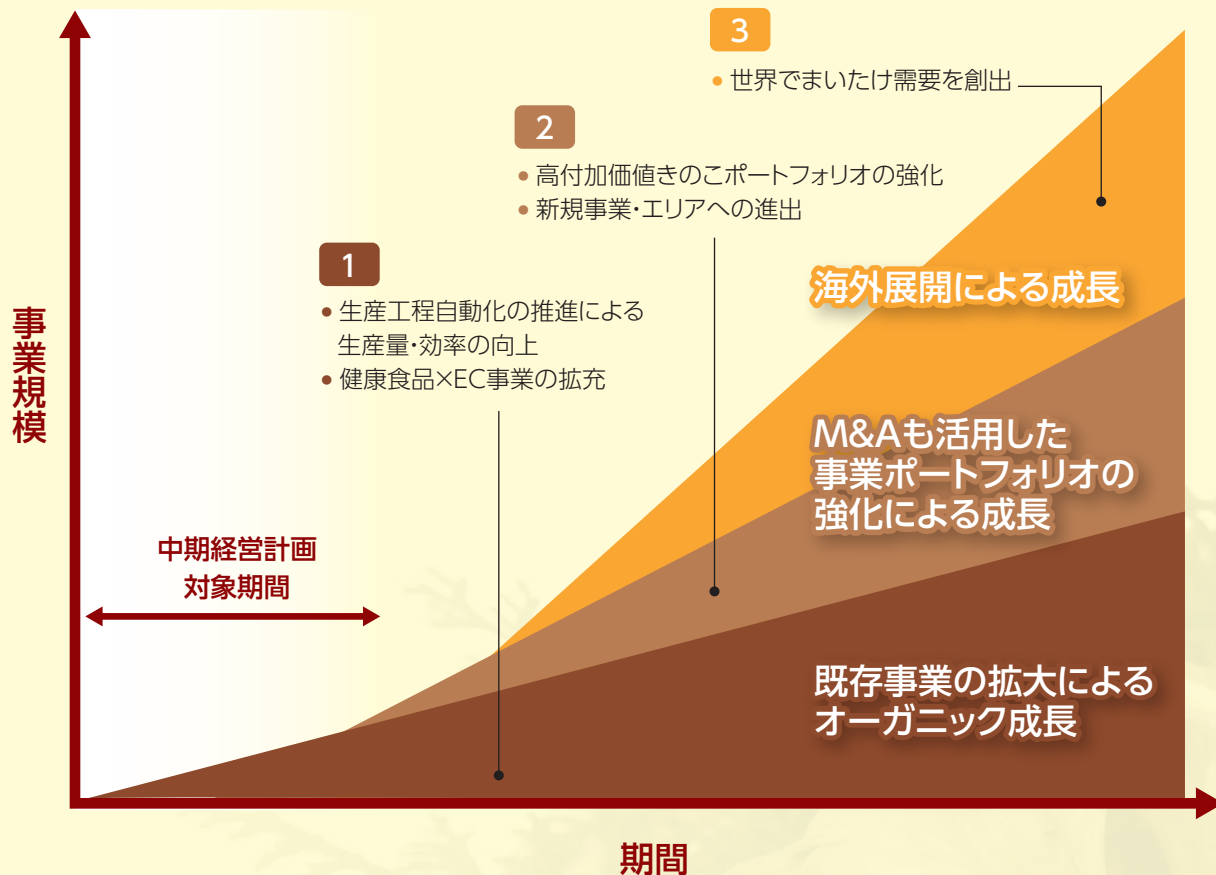 3
• 世界でまいたけ需要を創出
2
• 高付加価値きのこポートフォリオの強化
• 新規事業・エリアへの進出
1
• 生産工程自動化の推進による
生産量・効率の向上
• 健康食品×EC事業の拡充
事業規模
中期経営計画
対象期間
海外展開による成長
M&Aも活用した
事業ポートフォリオの
強化による成長
既存事業の拡大による
オーガニック成長
期間